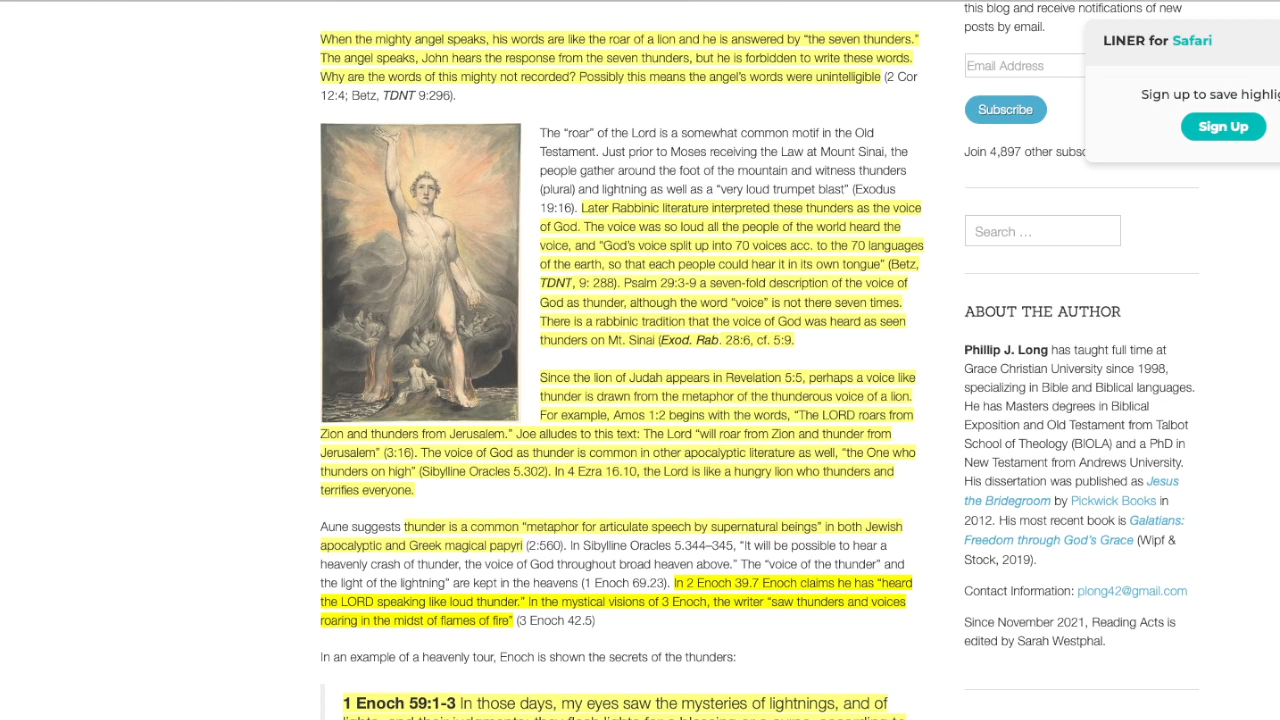 When the mighty angel speaks, his words are like the roar of a lion and he is answered by “the seven thunders.”
The angel speaks, John hears the response from the seven thunders, but he is forbidden to write these words.
Why are the words of this mighty not recorded? Possibly this means the angel’s words were unintelligible (2 Cor
12:4; Betz, TDNT 9:296).
The “roar” of the Lord is a somewhat common motif in the Old
Testament. Just prior to Moses receiving the Law at Mount Sinai, the
people gather around the foot of the mountain and witness thunders
(plural) and lightning as well as a “very loud trumpet blast” (Exodus
19:16). Later Rabbinic literature interpreted these thunders as the voice
of God. The voice was so loud all the people of the world heard the
voice, and “God’s voice split up into 70 voices acc. to the 70 languages
of the earth, so that each people could hear it in its own tongue” (Betz,
TDNT, 9: 288). Psalm 29:3-9 a seven-fold description of the voice of
God as thunder, although the word “voice” is not there seven times.
There is a rabbinic tradition that the voice of God was heard as seen
thunders on Mt. Sinai (Exod. Rab. 28:6, cf. 5:9.
Since the lion of Judah appears in Revelation 5:5, perhaps a voice like
thunder is drawn from the metaphor of the thunderous voice of a lion.
For example, Amos 1:2 begins with the words, “The LORD roars from
Zion and thunders from Jerusalem.” Joe alludes to this text: The Lord “will roar from Zion and thunder from
Jerusalem” (3:16). The voice of God as thunder is common in other apocalyptic literature as well, “the One who
thunders on high” (Sibylline Oracles 5.302). In 4 Ezra 16.10, the Lord is like a hungry lion who thunders and
terrifies everyone.
Aune suggests thunder is a common “metaphor for articulate speech by supernatural beings” in both Jewish
apocalyptic and Greek magical papyri (2:560). In Sibylline Oracles 5.344–345, “It will be possible to hear a
heavenly crash of thunder, the voice of God throughout broad heaven above.” The “voice of the thunder” and
the light of the lightning” are kept in the heavens (1 Enoch 69.23). In 2 Enoch 39.7 Enoch claims he has “heard
the LORD speaking like loud thunder.” In the mystical visions of 3 Enoch, the writer “saw thunders and voices
roaring in the midst of flames of fire” (3 Enoch 42.5)
In an example of a heavenly tour, Enoch is shown the secrets of the thunders:
1 Enoch 59:1-3 In those days, my eyes saw the mysteries of lightnings, and of
this blog and receive notifications of new
posts by email.
Email Address
Subscribe
Join 4,897 other
LINER for Safari
Sign up to save
Sign Up
Search …
ABOUT THE AUTHOR
Phillip J. Long has taught full time at
Grace Christian University since 1998,
specializing in Bible and Biblical languages.
He has Masters degrees in Biblical
Exposition and Old Testament from Talbot
School of Theology (BIOLA) and a PhD in
New Testament from Andrews University.
His dissertation was published as Jesus
the Bridegroom by Pickwick Books in
2012. His most recent book is Galatians:
Freedom through God’s Grace (Wipf &
Stock, 2019).
Contact Information: plong42@gmail.com
Since November 2021, Reading Acts is
edited by Sarah Westphal.